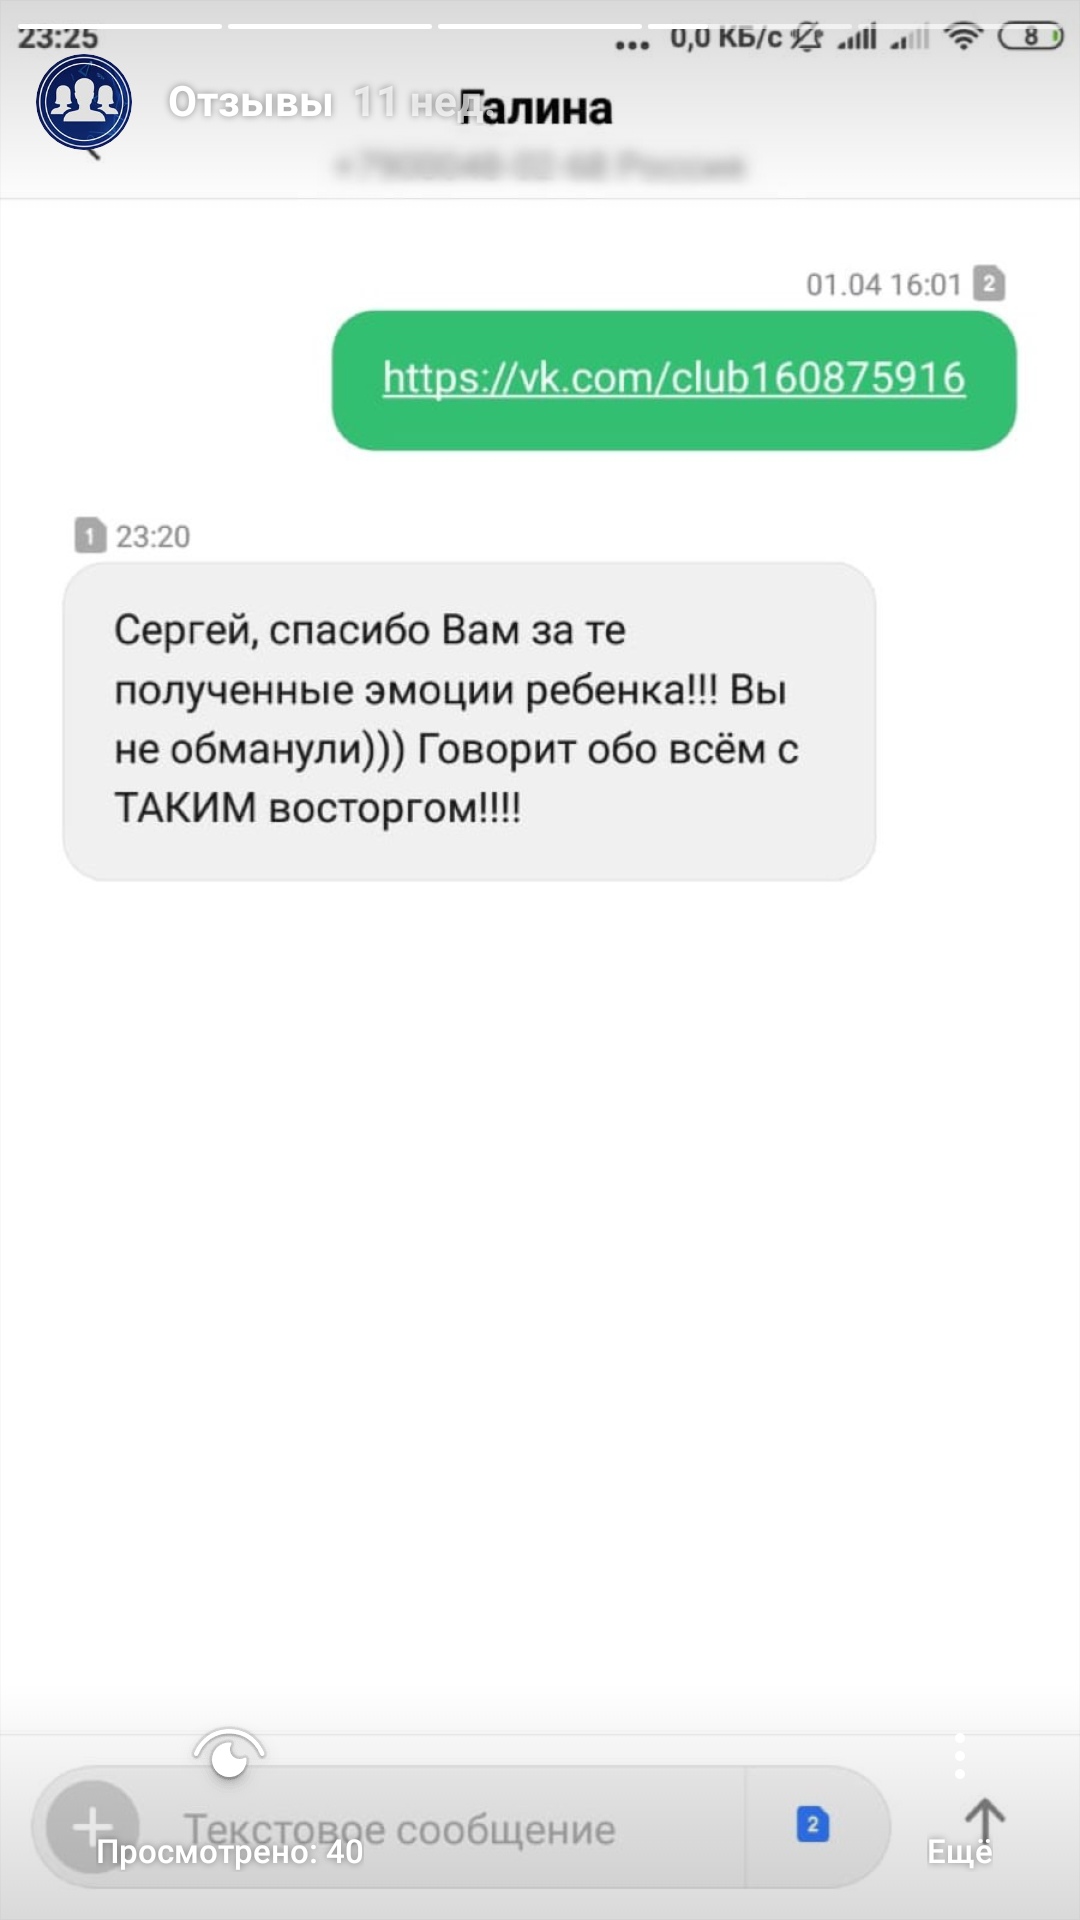 23:25
... 0,0 КБ/с 8
Отзывы 11 нед.
Галина
01.04 16:01 2
https://vk.com/club160875916
1 23:20
Сергей, спасибо Вам за те
полученные эмоции ребенка!!! Вы
не обманули))) Говорит обо всём с
ТАКИМ восторгом!!!!
Текстовое сообщение
2
Просмотрено: 40
Ещё